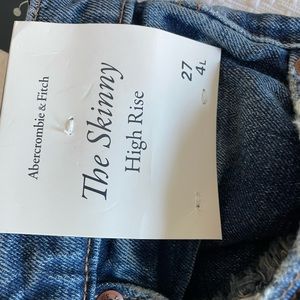 Abercrombie & Fitch
The Skinny
High Rise
27
4L